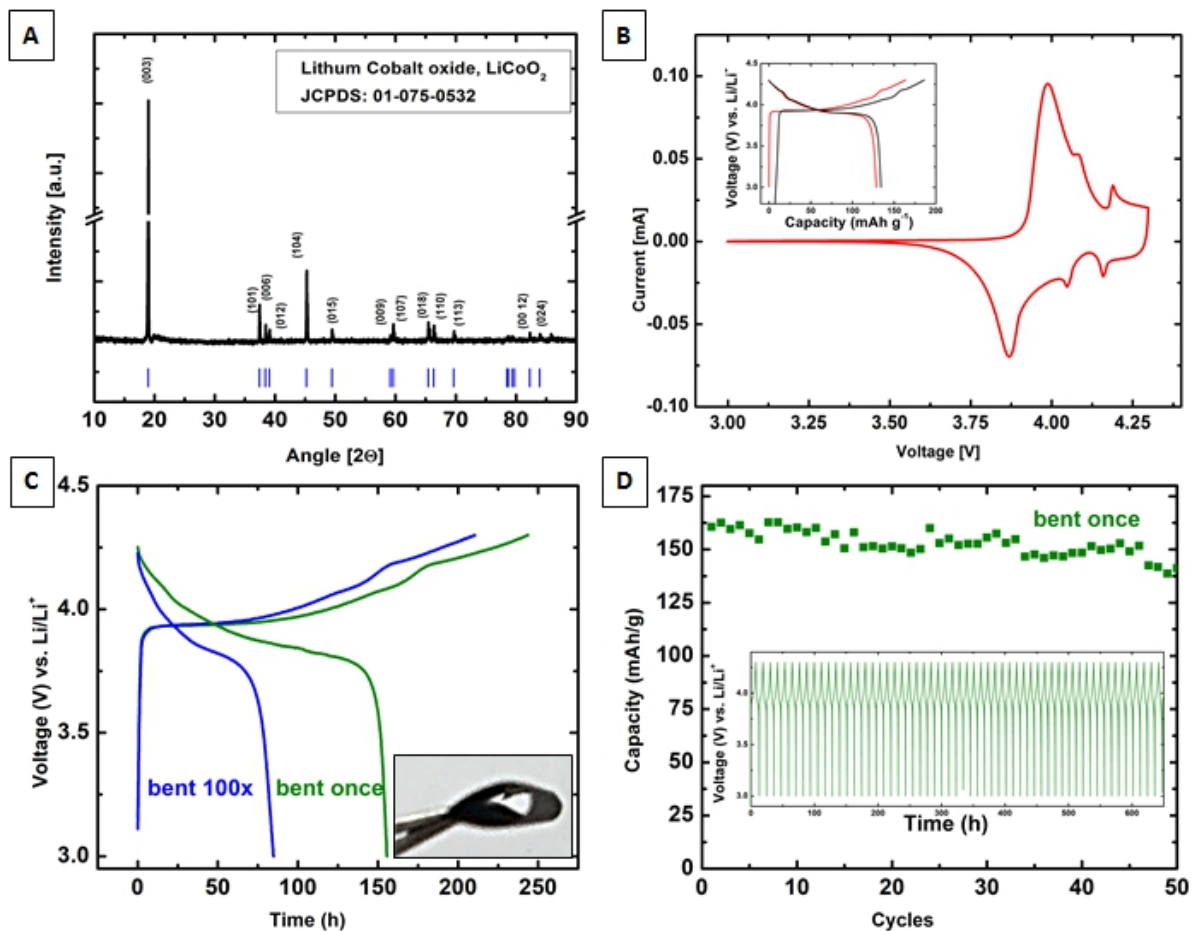 A
Lithum Cobalt oxide, LiCoO₂
JCPDS: 01-075-0532
(003)
(101)
(006)
(012)
(104)
(015)
(009)
(107)
(018)
(110)
(113)
(00 12)
(024)
Intensity [a.u.]
10 20 30 40 50 60 70 80 90
Angle [2Θ]
B
0.10
0.05
0.00
-0.05
-0.10
Current [mA]
3.00 3.25 3.50 3.75 4.00 4.25
Voltage [V]
Voltage (V) vs. Li/Li⁺
4.0
3.5
3.0
0 50 100 150 200
Capacity (mAh g⁻¹)
C
4.5
4.0
3.5
3.0
Voltage (V) vs. Li/Li⁺
bent 100x
bent once
0 50 100 150 200 250
Time (h)
D
175
150
125
100
75
50
25
0
Capacity (mAh/g)
bent once
Voltage (V) vs. Li/Li⁺
4.0
3.5
3.0
0 100 200 300 400 500 600
Time (h)
0 10 20 30 40 50
Cycles